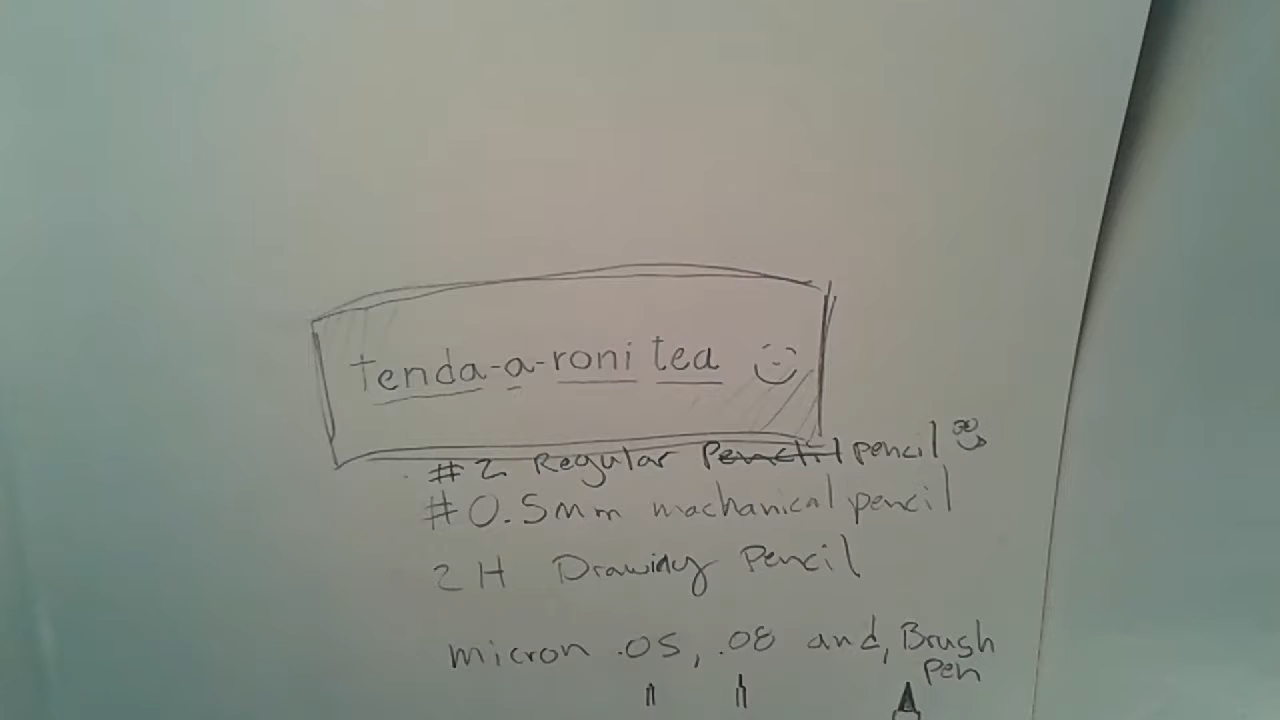 tenda-a-roni tea
#2 Regular Penctil pencil
#0.5mm machanical pencil
2H Drawing Pencil
micron .05, .08 and, Brush
Pen